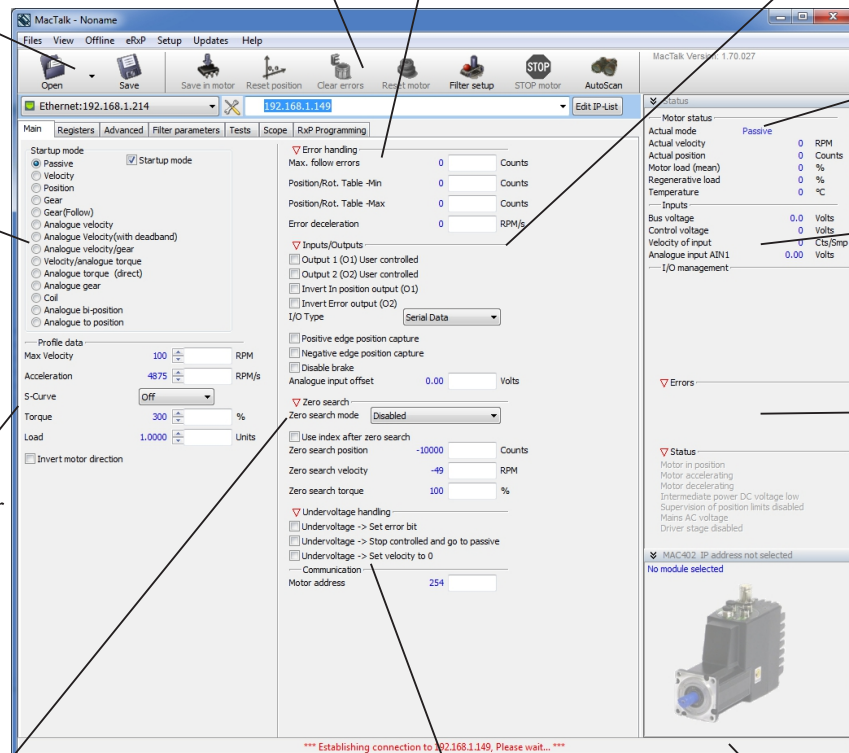 MacTalk - Noname
Files View Offline eRxP Setup Updates Help
Open Save Save in motor Reset position Clear errors Reset motor Filter setup STOP motor AutoScan
STOP
MacTalk Version: 1.70.027
Ethernet:192.168.1.214 192.168.1.149 Edit IP-List
Main Registers Advanced Filter parameters Tests Scope RxP Programming
Startup mode
Passive
Startup mode
Velocity
Position
Gear
Gear(Follow)
Analogue velocity
Analogue Velocity(with deadband)
Analogue velocity/gear
Velocity/analogue torque
Analogue torque (direct)
Analogue gear
Coil
Analogue bi-position
Analogue to position
Profile data
Max Velocity 100 RPM
Acceleration 4875 RPM/s
S-Curve Off
Torque 300 %
Load 1.0000 Units
Invert motor direction
Error handling
Max. follow errors 0 Counts
Position/Rot. Table -Min 0 Counts
Position/Rot. Table -Max 0 Counts
Error deceleration 0 RPM/s
Inputs/Outputs
Output 1 (O1) User controlled
Output 2 (O2) User controlled
Invert In position output (O1)
Invert Error output (O2)
I/O Type Serial Data
Positive edge position capture
Negative edge position capture
Disable brake
Analogue input offset 0.00 Volts
Zero search
Zero search mode Disabled
Use index after zero search
Zero search position -10000 Counts
Zero search velocity -49 RPM
Zero search torque 100 %
Undervoltage handling
Undervoltage -> Set error bit
Undervoltage -> Stop controlled and go to passive
Undervoltage -> Set velocity to 0
Communication
Motor address 254
Status
Motor status
Actual mode Passive
Actual velocity 0 RPM
Actual position 0 Counts
Motor load (mean) 0 %
Regenerative load 0 %
Temperature 0 °C
Inputs
Bus voltage 0.0 Volts
Control voltage 0 Volts
Velocity of input 0 Cts/Smp
Analogue input AIN1 0.00 Volts
I/O management
Errors
Status
Motor in position
Motor accelerating
Motor decelerating
Intermediate power DC voltage low
Supervision of position limits disabled
Mains AC voltage
Driver stage disabled
MAC402 IP address not selected
No module selected
*** Establishing connection to 192.168.1.149, Please wait... ***